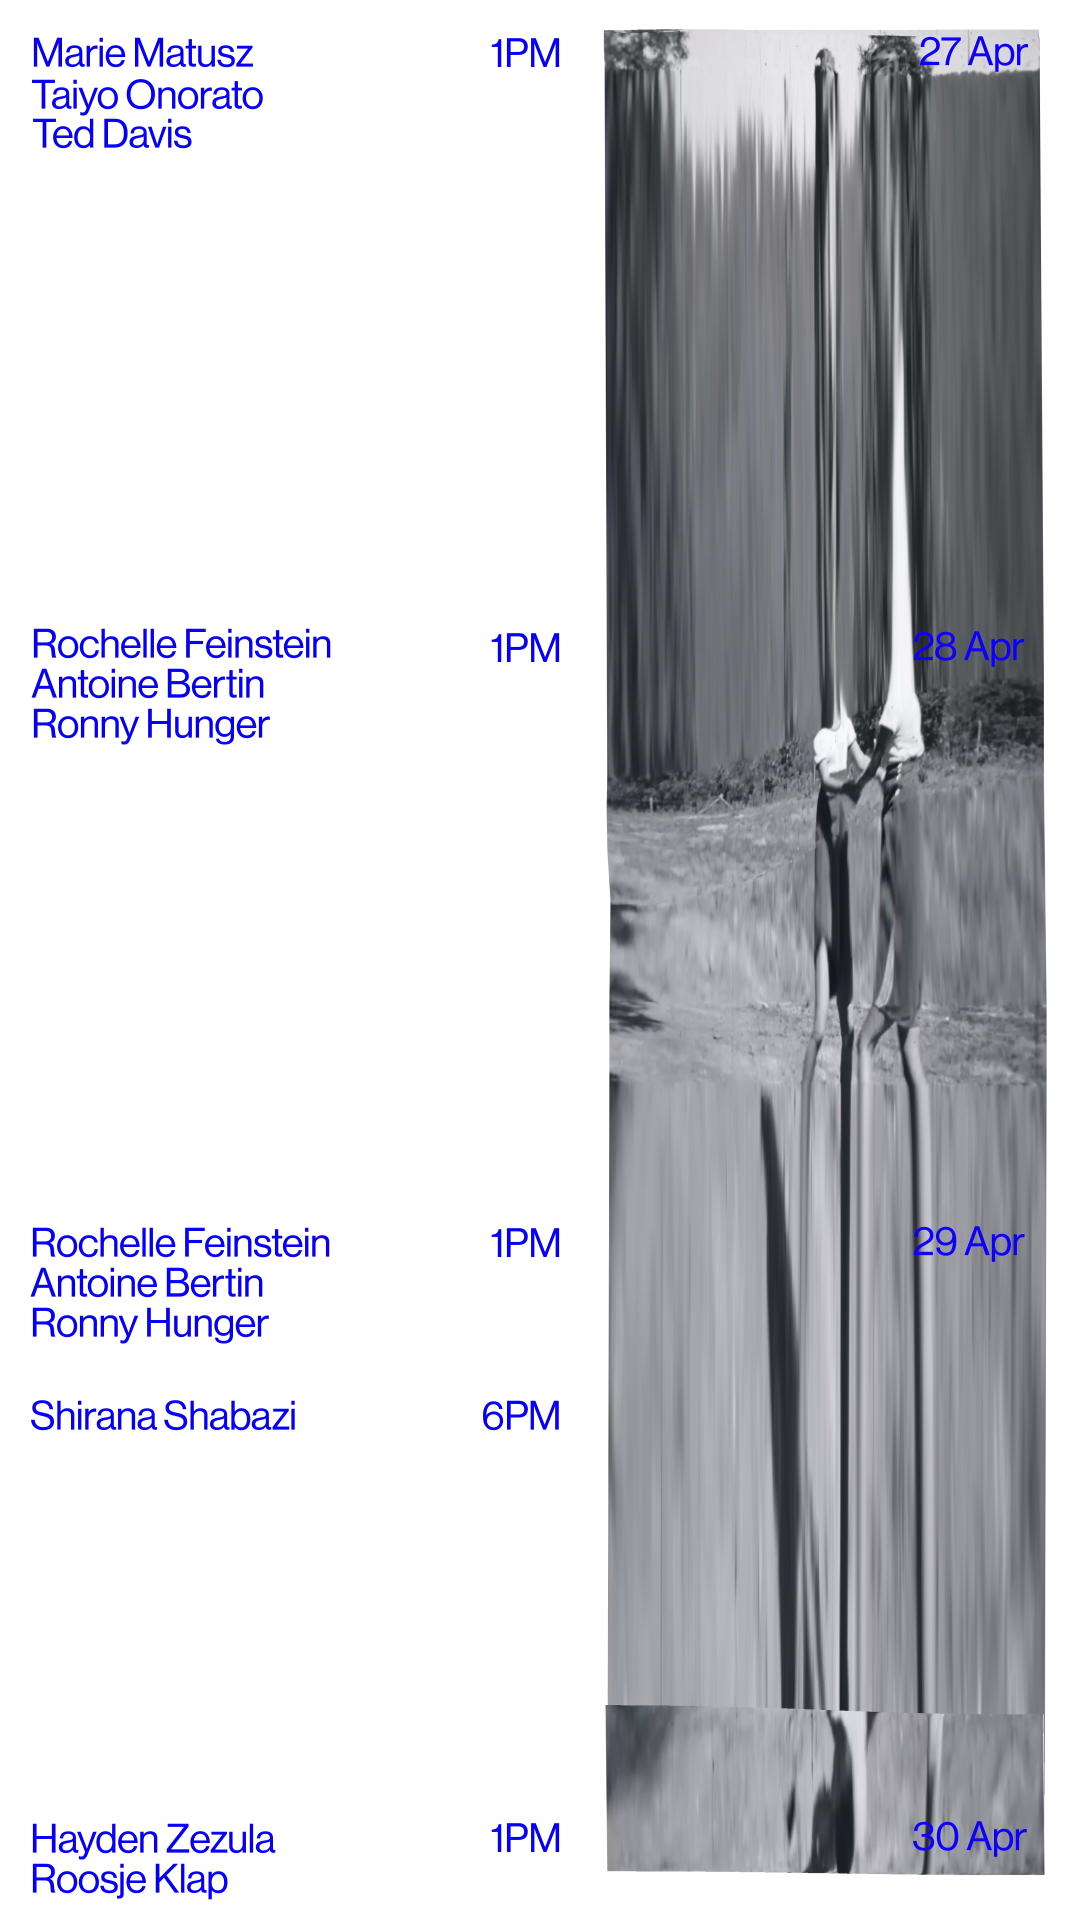 Marie Matusz 1PM 27 Apr
Taiyo Onorato
Ted Davis
Rochelle Feinstein 1PM 28 Apr
Antoine Bertin
Ronny Hunger
Rochelle Feinstein 1PM 29 Apr
Antoine Bertin
Ronny Hunger
Shirana Shabazi 6PM
Hayden Zezula 1PM 30 Apr
Roosje Klap